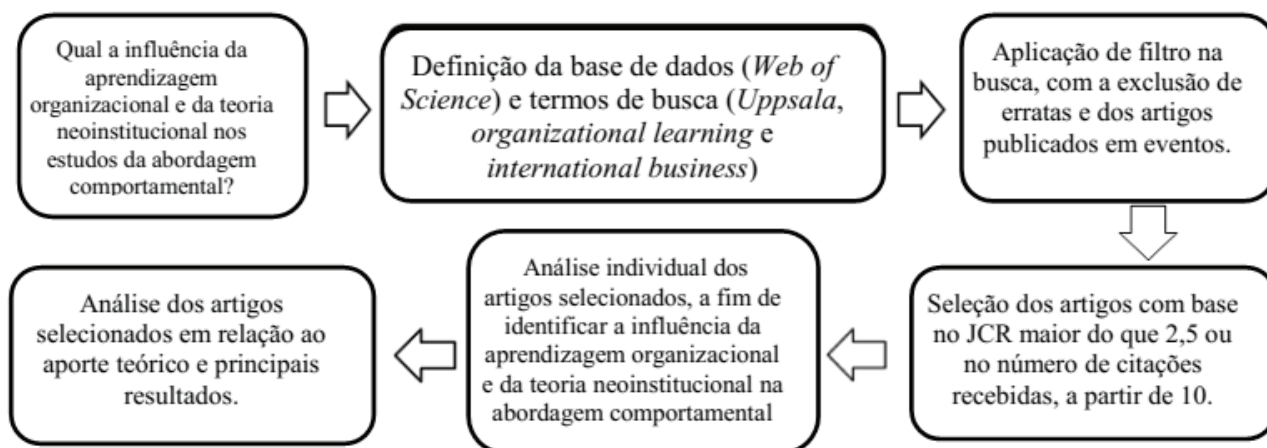 Qual a influência da
aprendizagem
organizacional e da teoria
neoinstitucional nos
estudos da abordagem
comportamental?
Definição da base de dados (Web of
Science) e termos de busca (Uppsala,
organizational learning e
international business)
Aplicação de filtro na
busca, com a exclusão de
erratas e dos artigos
publicados em eventos.
Seleção dos artigos com base
no JCR maior do que 2,5 ou
no número de citações
recebidas, a partir de 10.
Análise individual dos
artigos selecionados, a fim de
identificar a influência da
aprendizagem organizacional
e da teoria neoinstitucional na
abordagem comportamental
Análise dos artigos
selecionados em relação ao
aporte teórico e principais
resultados.